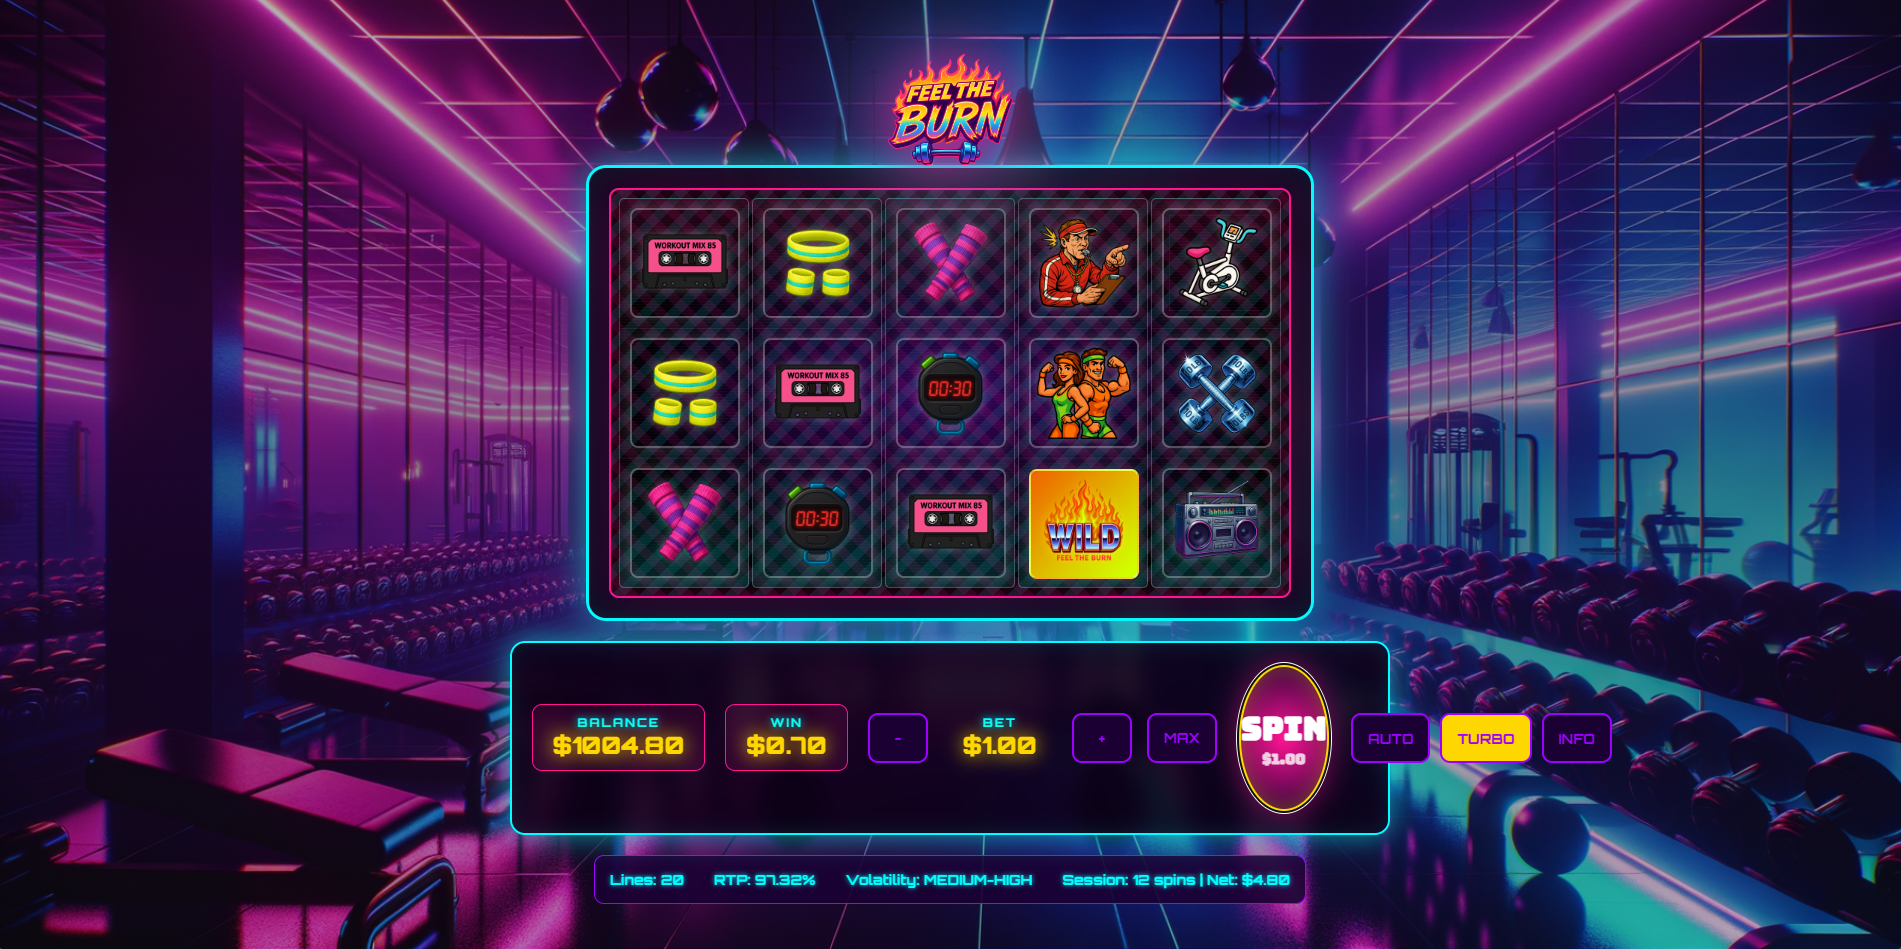 FEEL THE
BURN
WORKOUT MIX 85
WORKOUT MIX 85
00:30
00:30
WORKOUT MIX 85
WILD
FEEL THE BURN
BALANCE
$1004.80
WIN
$0.70
-
BET
$1.00
+
MAX
SPIN
$1.00
AUTO
TURBO
INFO
Lines: 20
RTP: 97.32%
Volatility: MEDIUM-HIGH
Session: 12 spins | Net: $4.80